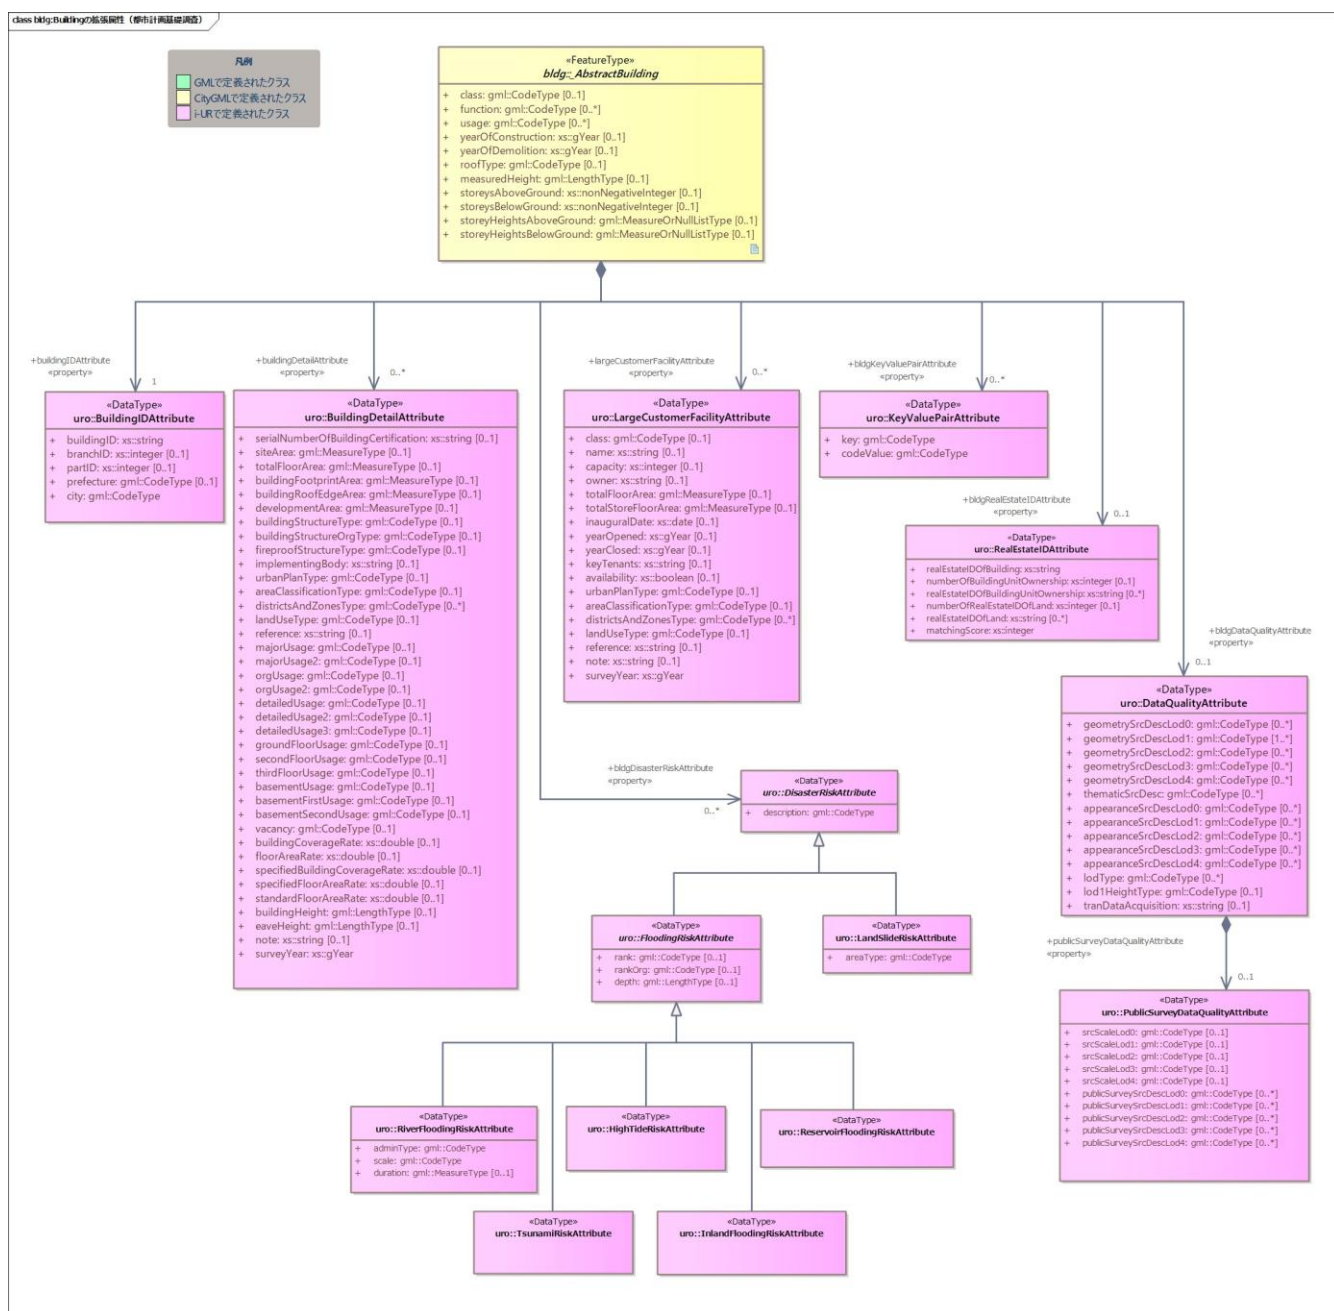 class bldg:Buildingの拡張属性（都市計画基礎調査）
凡例
GMLで定義されたクラス
CityGMLで定義されたクラス
i-URで定義されたクラス
«FeatureType»
bldg::_AbstractBuilding
+ class: gml::CodeType [0..1]
+ function: gml::CodeType [0..*]
+ usage: gml::CodeType [0..*]
+ yearOfConstruction: xs::gYear [0..1]
+ yearOfDemolition: xs::gYear [0..1]
+ roofType: gml::CodeType [0..1]
+ measuredHeight: gml::LengthType [0..1]
+ storeysAboveGround: xs::nonNegativeInteger [0..1]
+ storeysBelowGround: xs::nonNegativeInteger [0..1]
+ storeyHeightsAboveGround: gml::MeasureOrNullListType [0..1]
+ storeyHeightsBelowGround: gml::MeasureOrNullListType [0..1]
+buildingIDAttribute
«property»
1
«DataType»
uro::BuildingIDAttribute
+ buildingID: xs::string
+ branchID: xs::integer [0..1]
+ partID: xs::integer [0..1]
+ prefecture: gml::CodeType [0..1]
+ city: gml::CodeType
+buildingDetailAttribute
«property»
0..*
«DataType»
uro::BuildingDetailAttribute
+ serialNumberOfBuildingCertification: xs::string [0..1]
+ siteArea: gml::MeasureType [0..1]
+ totalFloorArea: gml::MeasureType [0..1]
+ buildingFootprintArea: gml::MeasureType [0..1]
+ buildingRoofEdgeArea: gml::MeasureType [0..1]
+ developmentArea: gml::MeasureType [0..1]
+ buildingStructureType: gml::CodeType [0..1]
+ buildingStructureOrgType: gml::CodeType [0..1]
+ fireproofStructureType: gml::CodeType [0..1]
+ implementingBody: xs::string [0..1]
+ urbanPlanType: gml::CodeType [0..1]
+ areaClassificationType: gml::CodeType [0..1]
+ districtsAndZonesType: gml::CodeType [0..*]
+ landUseType: gml::CodeType [0..1]
+ reference: xs::string [0..1]
+ majorUsage: gml::CodeType [0..1]
+ majorUsage2: gml::CodeType [0..1]
+ orgUsage: gml::CodeType [0..1]
+ orgUsage2: gml::CodeType [0..1]
+ detailedUsage: gml::CodeType [0..1]
+ detailedUsage2: gml::CodeType [0..1]
+ detailedUsage3: gml::CodeType [0..1]
+ groundFloorUsage: gml::CodeType [0..1]
+ secondFloorUsage: gml::CodeType [0..1]
+ thirdFloorUsage: gml::CodeType [0..1]
+ basementUsage: gml::CodeType [0..1]
+ basementFirstUsage: gml::CodeType [0..1]
+ basementSecondUsage: gml::CodeType [0..1]
+ vacancy: gml::CodeType [0..1]
+ buildingCoverageRate: xs::double [0..1]
+ floorAreaRate: xs::double [0..1]
+ specifiedBuildingCoverageRate: xs::double [0..1]
+ specifiedFloorAreaRate: xs::double [0..1]
+ standardFloorAreaRate: xs::double [0..1]
+ buildingHeight: gml::LengthType [0..1]
+ eaveHeight: gml::LengthType [0..1]
+ note: xs::string [0..1]
+ surveyYear: xs::gYear
+largeCustomerFacilityAttribute
«property»
0..*
«DataType»
uro::LargeCustomerFacilityAttribute
+ class: gml::CodeType [0..1]
+ name: xs::string [0..1]
+ capacity: xs::integer [0..1]
+ owner: xs::string [0..1]
+ totalFloorArea: gml::MeasureType [0..1]
+ totalStoreFloorArea: gml::MeasureType [0..1]
+ inauguralDate: xs::date [0..1]
+ yearOpened: xs::gYear [0..1]
+ yearClosed: xs::gYear [0..1]
+ keyTenants: xs::string [0..1]
+ availability: xs::boolean [0..1]
+ urbanPlanType: gml::CodeType [0..1]
+ areaClassificationType: gml::CodeType [0..1]
+ districtsAndZonesType: gml::CodeType [0..*]
+ landUseType: gml::CodeType [0..1]
+ reference: xs::string [0..1]
+ note: xs::string [0..1]
+ surveyYear: xs::gYear
+bldgKeyValuePairAttribute
«property»
0..*
«DataType»
uro::KeyValuePairAttribute
+ key: gml::CodeType
+ codeValue: gml::CodeType
+bldgRealEstateIDAttribute
«property»
0..1
«DataType»
uro::RealEstateIDAttribute
+ realEstateIDOfBuilding: xs::string
+ numberOfBuildingUnitOwnership: xs::integer [0..1]
+ realEstateIDOfBuildingUnitOwnership: xs::string [0..*]
+ numberOfRealEstateIDOfLand: xs::integer [0..1]
+ realEstateIDOfLand: xs::string [0..*]
+ matchingScore: xs::integer
+bldgDataQualityAttribute
«property»
0..1
«DataType»
uro::DataQualityAttribute
+ geometrySrcDescLod0: gml::CodeType [0..*]
+ geometrySrcDescLod1: gml::CodeType [1..*]
+ geometrySrcDescLod2: gml::CodeType [0..*]
+ geometrySrcDescLod3: gml::CodeType [0..*]
+ geometrySrcDescLod4: gml::CodeType [0..*]
+ thematicSrcDesc: gml::CodeType [0..*]
+ appearanceSrcDescLod0: gml::CodeType [0..*]
+ appearanceSrcDescLod1: gml::CodeType [0..*]
+ appearanceSrcDescLod2: gml::CodeType [0..*]
+ appearanceSrcDescLod3: gml::CodeType [0..*]
+ appearanceSrcDescLod4: gml::CodeType [0..*]
+ lodType: gml::CodeType [0..*]
+ lod1HeightType: gml::CodeType [0..1]
+ tranDataAcquisition: xs::string [0..1]
+bldgDisasterRiskAttribute
«property»
0..*
«DataType»
uro::DisasterRiskAttribute
+ description: gml::CodeType
«DataType»
uro::FloodingRiskAttribute
+ rank: gml::CodeType [0..1]
+ rankOrg: gml::CodeType [0..1]
+ depth: gml::LengthType [0..1]
«DataType»
uro::LandSlideRiskAttribute
+ areaType: gml::CodeType
+publicSurveyDataQualityAttribute
«property»
0..1
«DataType»
uro::PublicSurveyDataQualityAttribute
+ srcScaleLod0: gml::CodeType [0..1]
+ srcScaleLod1: gml::CodeType [0..1]
+ srcScaleLod2: gml::CodeType [0..1]
+ srcScaleLod3: gml::CodeType [0..1]
+ srcScaleLod4: gml::CodeType [0..1]
+ publicSurveySrcDescLod0: gml::CodeType [0..*]
+ publicSurveySrcDescLod1: gml::CodeType [0..*]
+ publicSurveySrcDescLod2: gml::CodeType [0..*]
+ publicSurveySrcDescLod3: gml::CodeType [0..*]
+ publicSurveySrcDescLod4: gml::CodeType [0..*]
«DataType»
uro::RiverFloodingRiskAttribute
+ adminType: gml::CodeType
+ scale: gml::CodeType
+ duration: gml::MeasureType [0..1]
«DataType»
uro::HighTideRiskAttribute
«DataType»
uro::ReservoirFloodingRiskAttribute
«DataType»
uro::TsunamiRiskAttribute
«DataType»
uro::InlandFloodingRiskAttribute